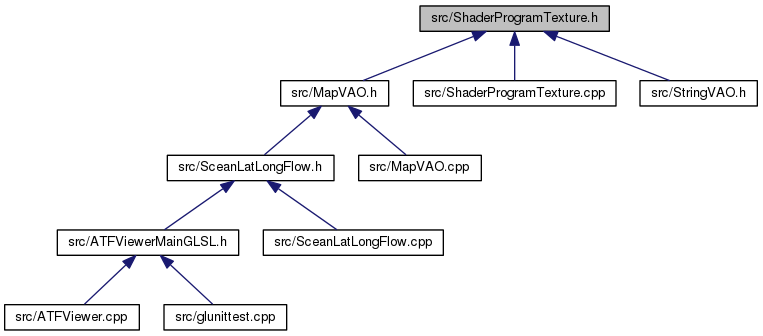 src/ShaderProgramTexture.h
src/MapVAO.h
src/ShaderProgramTexture.cpp
src/StringVAO.h
src/SceanLatLongFlow.h
src/MapVAO.cpp
src/ATFViewerMainGLSL.h
src/SceanLatLongFlow.cpp
src/ATFViewer.cpp
src/glunittest.cpp